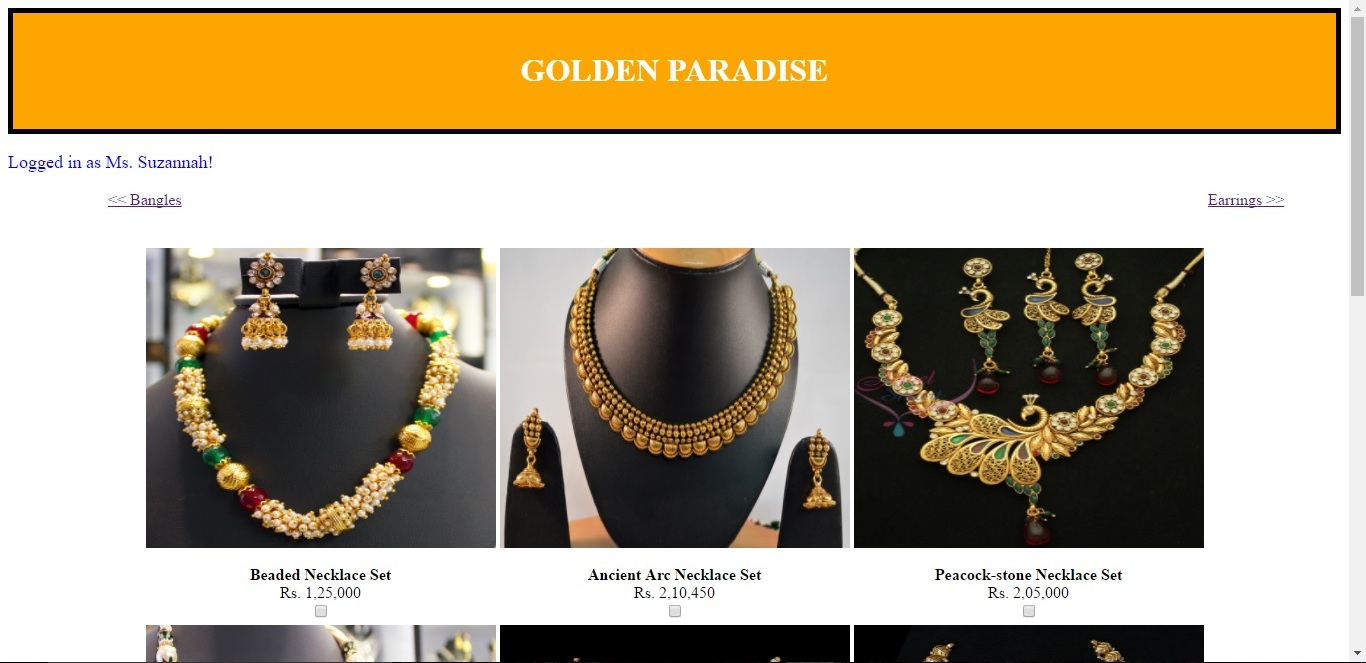 GOLDEN PARADISE
Logged in as Ms. Suzannah!
<< Bangles
Earrings >>
Beaded Necklace Set
Rs. 1,25,000
Ancient Arc Necklace Set
Rs. 2,10,450
Peacock-stone Necklace Set
Rs. 2,05,000